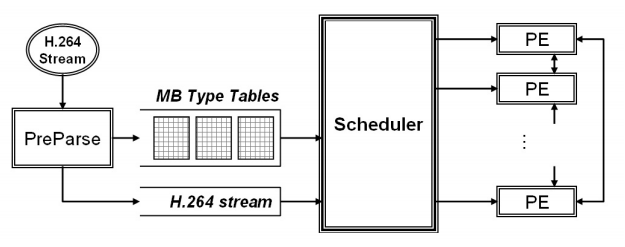 H.264
Stream
MB Type Tables
PreParse
H.264 stream
Scheduler
PE
PE
⋮
PE